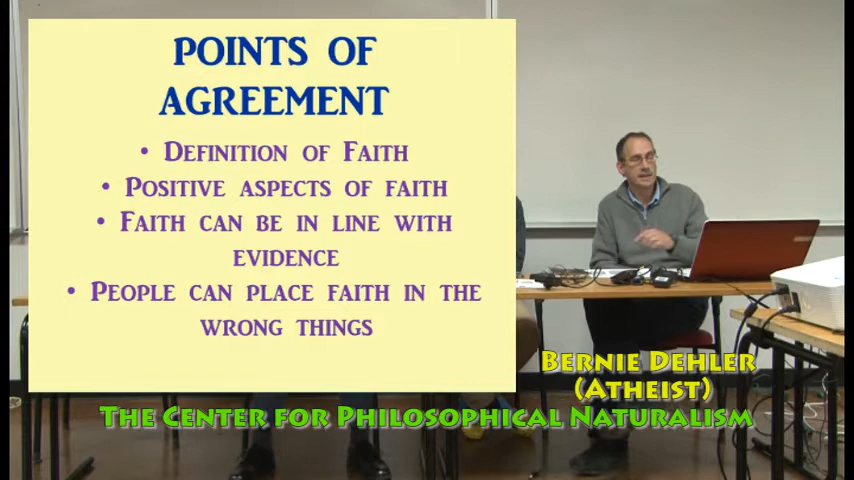 POINTS OF
AGREEMENT
• DEFINITION OF FAITH
• POSITIVE ASPECTS OF FAITH
• FAITH CAN BE IN LINE WITH
EVIDENCE
• PEOPLE CAN PLACE FAITH IN THE
WRONG THINGS
BERNIE DEHLER
(ATHEIST)
THE CENTER FOR PHILOSOPHICAL NATURALISM